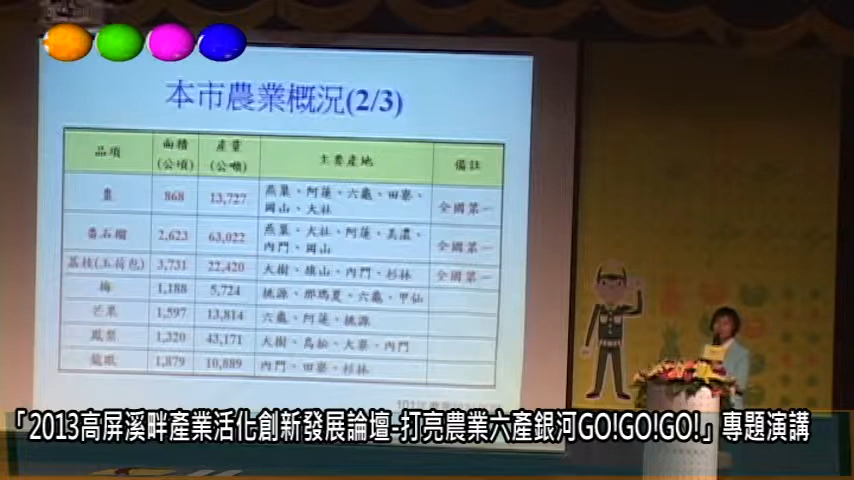 本市農業概況(2/3)
品項 面積(公頃) 產量(公噸) 主要產地 備註
棗 868 13,727 燕巢、阿蓮、六龜、田寮、岡山、大社 全國第一
番石榴 2,623 63,022 燕巢、大社、阿蓮、美濃、內門、岡山 全國第一
荔枝(玉荷包) 3,731 22,420 大樹、旗山、內門、杉林 全國第一
梅 1,188 5,724 桃源、那瑪夏、六龜、甲仙
芒果 1,597 13,814 六龜、阿蓮、桃源
鳳梨 1,320 43,171 大樹、鳥松、大寮、內門
龍眼 1,879 10,889 內門、田寮、杉林
「2013高屏溪畔產業活化創新發展論壇-打亮農業六產銀河GO!GO!GO!」專題演講